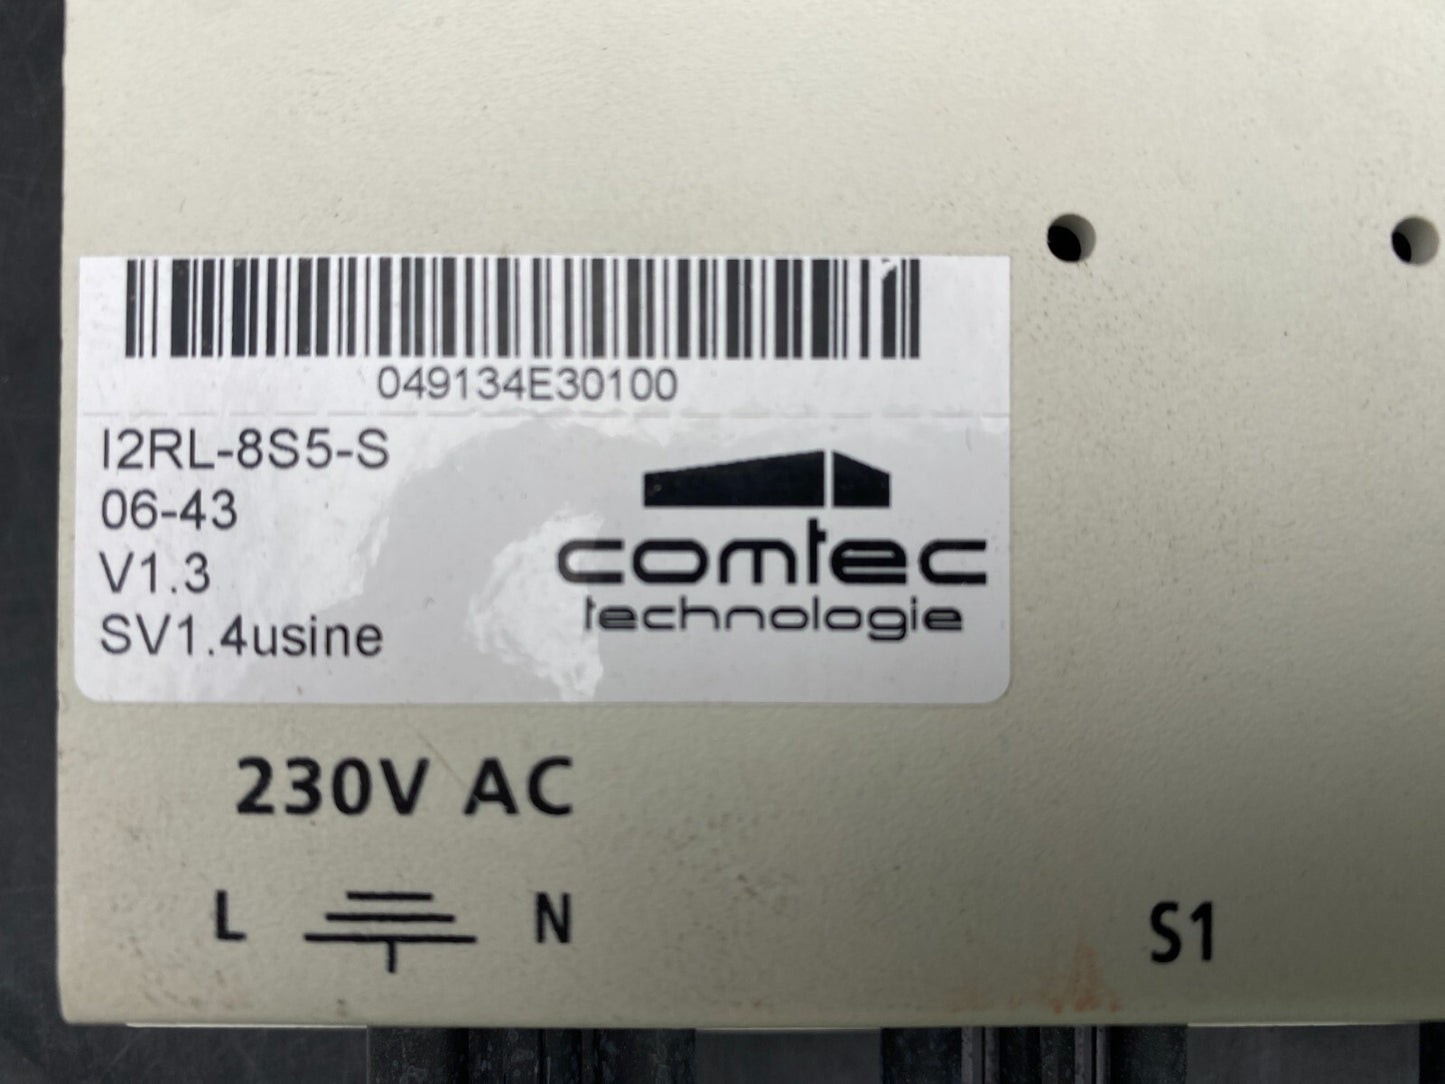 049134E30100
I2RL-8S5-S
06-43
V1.3
SV1.4usine
comtec
technologie
230V AC
L N
S1